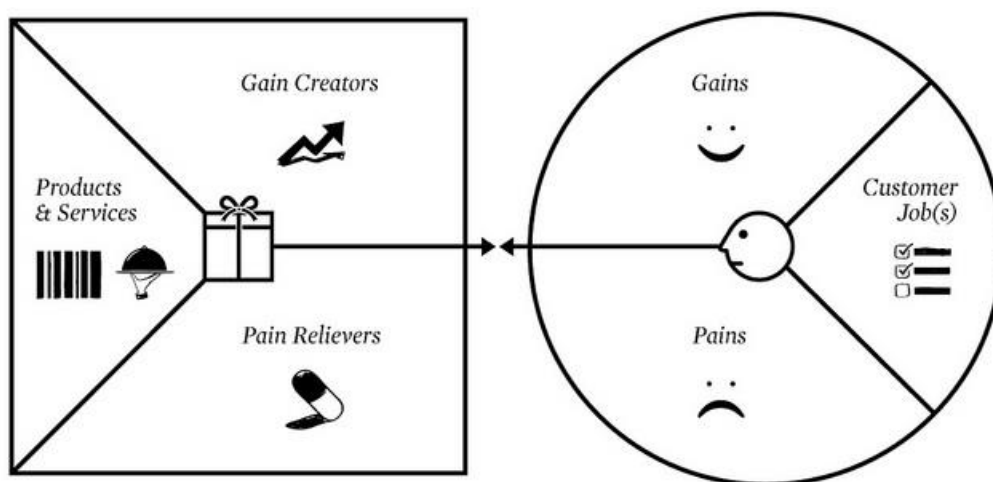 Gain Creators
Products
& Services
Pain Relievers
Gains
Customer
Job(s)
Pains